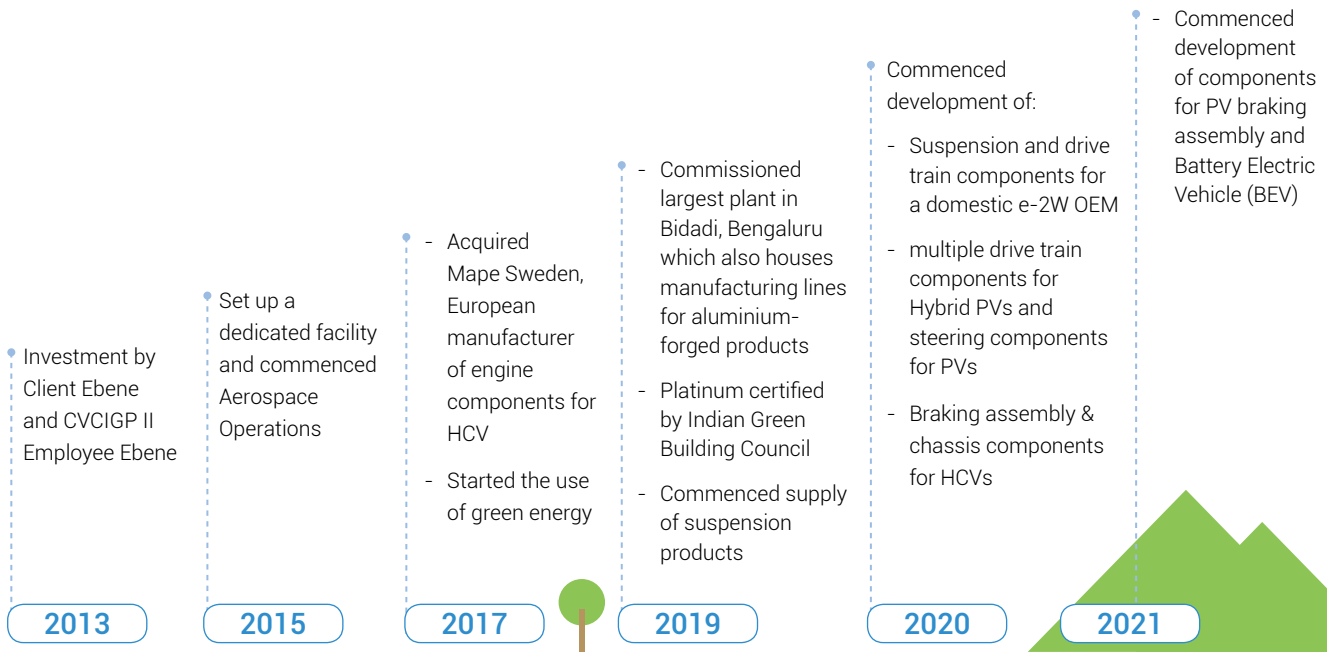 Investment by
Client Ebene
and CVCIGP II
Employee Ebene
2013
Set up a
dedicated facility
and commenced
Aerospace
Operations
2015
- Acquired
Mape Sweden,
European
manufacturer
of engine
components for
HCV
- Started the use
of green energy
2017
- Commissioned
largest plant in
Bidadi, Bengaluru
which also houses
manufacturing lines
for aluminium-
forged products
- Platinum certified
by Indian Green
Building Council
- Commenced supply
of suspension
products
2019
Commenced
development of:
- Suspension and drive
train components for
a domestic e-2W OEM
- multiple drive train
components for
Hybrid PVs and
steering components
for PVs
- Braking assembly &
chassis components
for HCVs
2020
- Commenced
development
of components
for PV braking
assembly and
Battery Electric
Vehicle (BEV)
2021